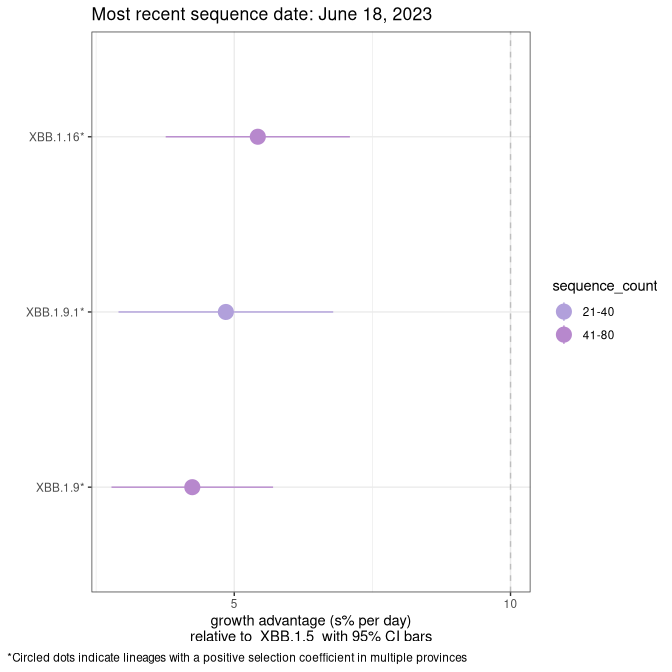 Most recent sequence date: June 18, 2023
XBB.1.16*
XBB.1.9.1*
XBB.1.9*
5
10
growth advantage (s% per day)
relative to  XBB.1.5  with 95% CI bars
sequence_count
21-40
41-80
*Circled dots indicate lineages with a positive selection coefficient in multiple provinces